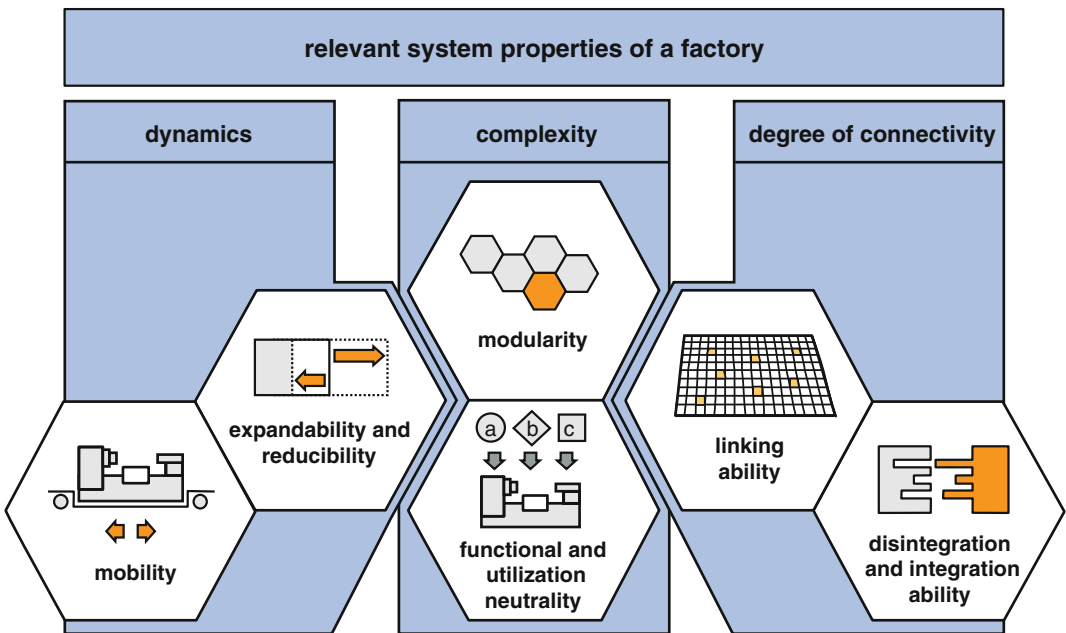 relevant system properties of a factory
dynamics
complexity
degree of connectivity
modularity
expandability and
reducibility
linking
ability
a b c
mobility
functional and
utilization
neutrality
disintegration
and integration
ability